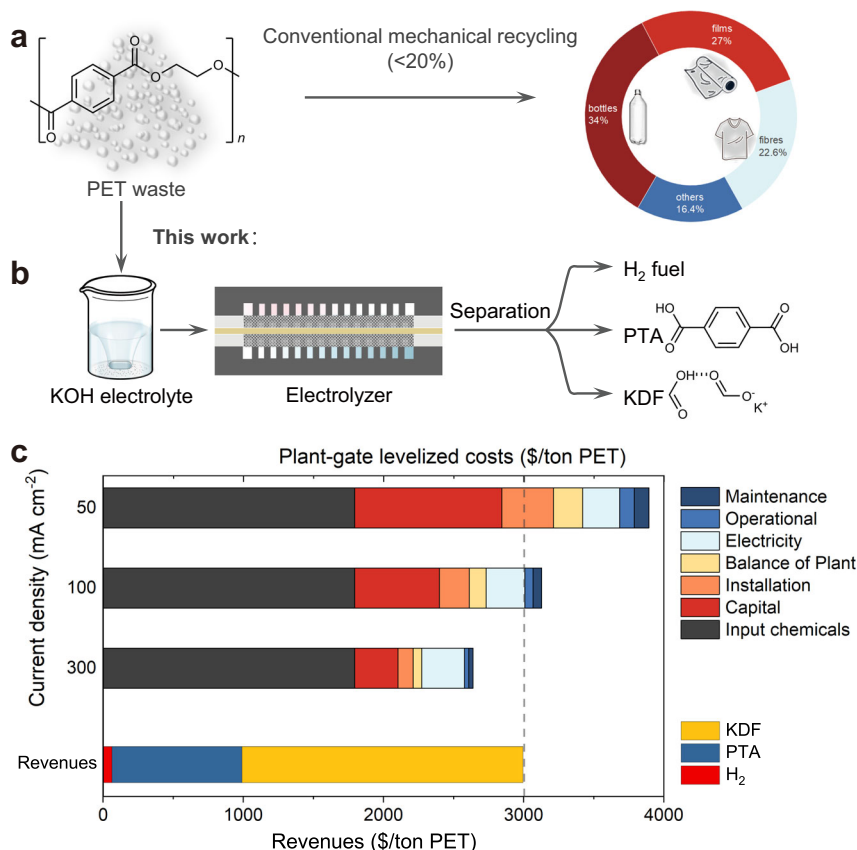 a
Conventional mechanical recycling
(<20%)
O
O
O
O
n
PET waste
films
27%
bottles
34%
fibres
22.6%
others
16.4%
This work:
b
KOH electrolyte
Electrolyzer
Separation
H₂ fuel
PTA
HO
O
O
OH
KDF
OH
O
O
O⁻
K⁺
c
Plant-gate levelized costs ($/ton PET)
Current density (mA cm⁻²)
50
100
300
Revenues
0
1000
2000
3000
4000
Revenues ($/ton PET)
Maintenance
Operational
Electricity
Balance of Plant
Installation
Capital
Input chemicals
KDF
PTA
H₂